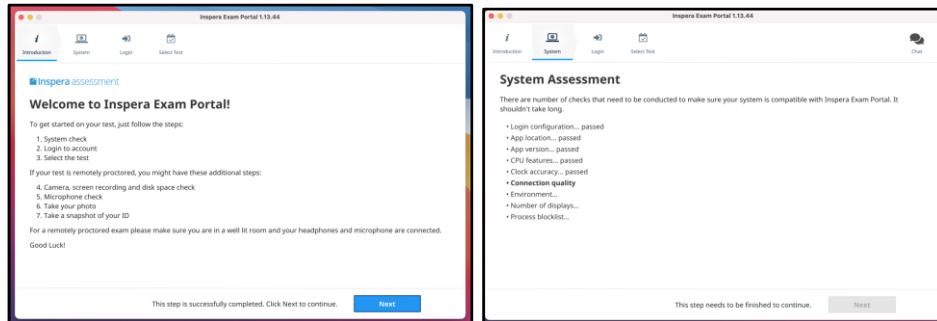 Inspera Exam Portal 1.13.44
i
Introduction
System
Login
Select Test
Inspera assessment
Welcome to Inspera Exam Portal!
To get started on your test, just follow the steps:
1. System check
2. Login to account
3. Select the test
If your test is remotely proctored, you might have these additional steps:
4. Camera, screen recording and disk space check
5. Microphone check
6. Take your photo
7. Take a snapshot of your ID
For a remotely proctored exam please make sure you are in a well lit room and your headphones and microphone are connected.
Good Luck!
This step is successfully completed. Click Next to continue.
Next
Inspera Exam Portal 1.13.44
i
Introduction
System
Login
Select Test
Chat
System Assessment
There are number of checks that need to be conducted to make sure your system is compatible with Inspera Exam Portal. It
shouldn't take long.
• Login configuration... passed
• App location... passed
• App version... passed
• CPU features... passed
• Clock accuracy... passed
• Connection quality
• Environment...
• Number of displays...
• Process blocklist...
This step needs to be finished to continue.
Next